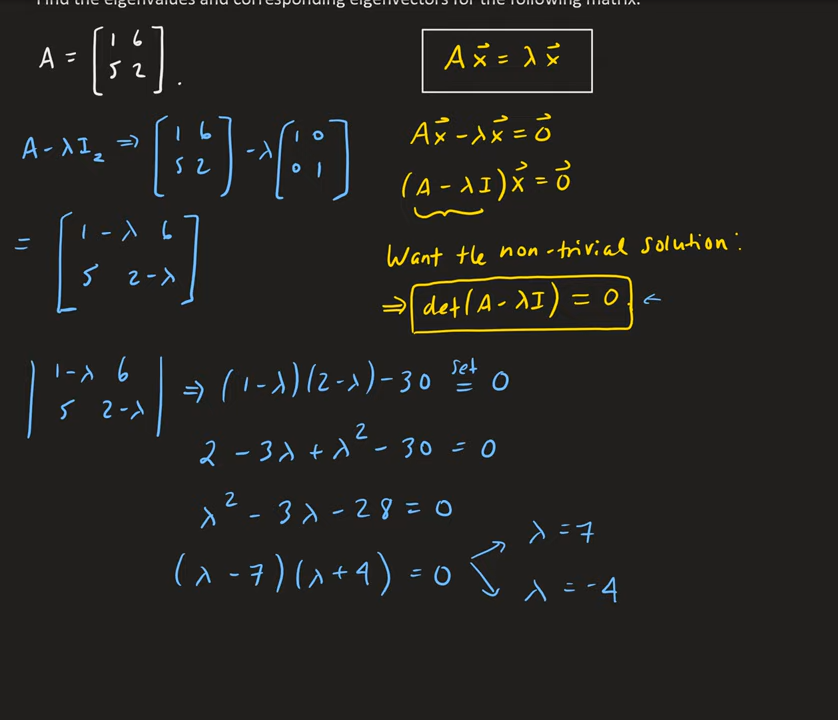 Find the eigenvalues and corresponding eigenvectors for the following matrix.
A = [1 6; 5 2].
A x⃗ = λ x⃗
A - λI₂ ⇒ [1 6; 5 2] - λ [1 0; 0 1]
= [1 - λ 6; 5 2 - λ]
A x⃗ - λ x⃗ = 0⃗
(A - λI) x⃗ = 0⃗
Want the non-trivial solution:
⇒ det(A - λI) = 0. ←
|1 - λ 6; 5 2 - λ| ⇒ (1 - λ)(2 - λ) - 30 set = 0
2 - 3λ + λ² - 30 = 0
λ² - 3λ - 28 = 0
(λ - 7)(λ + 4) = 0
λ = 7
λ = -4